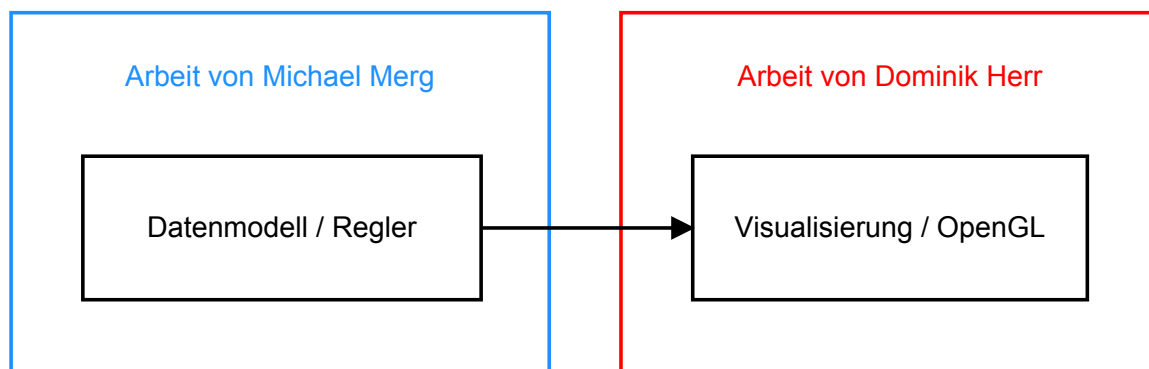 Arbeit von Michael Merg
Arbeit von Dominik Herr
Datenmodell / Regler
Visualisierung / OpenGL